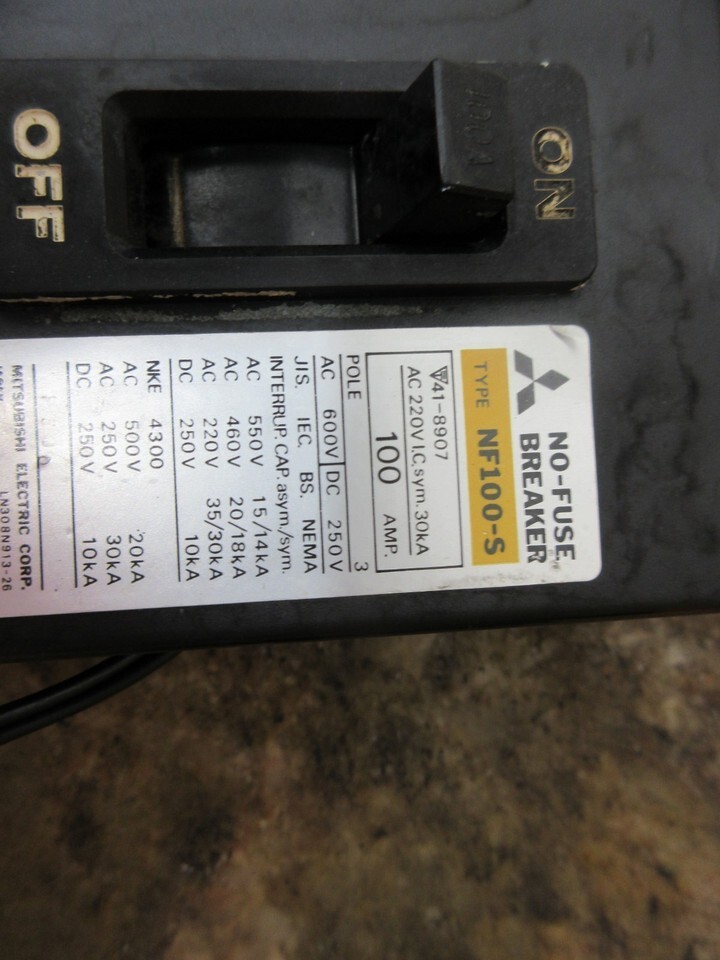 ON
OFF
NO-FUSE
BREAKER
TYPE NF100-S
41-8907
AC 220V I.C. sym. 30kA
100 AMP.
POLE 3
AC 600V DC 250V
JIS. IEC. BS. NEMA
INTERRUP. CAP. asym./sym.
AC 550V 15/14kA
AC 460V 20/18kA
AC 220V 35/30kA
DC 250V 10kA
NKE 4300
AC 500V 20kA
AC 250V 30kA
DC 250V 10kA
MITSUBISHI ELECTRIC CORP.
LN308N913-26